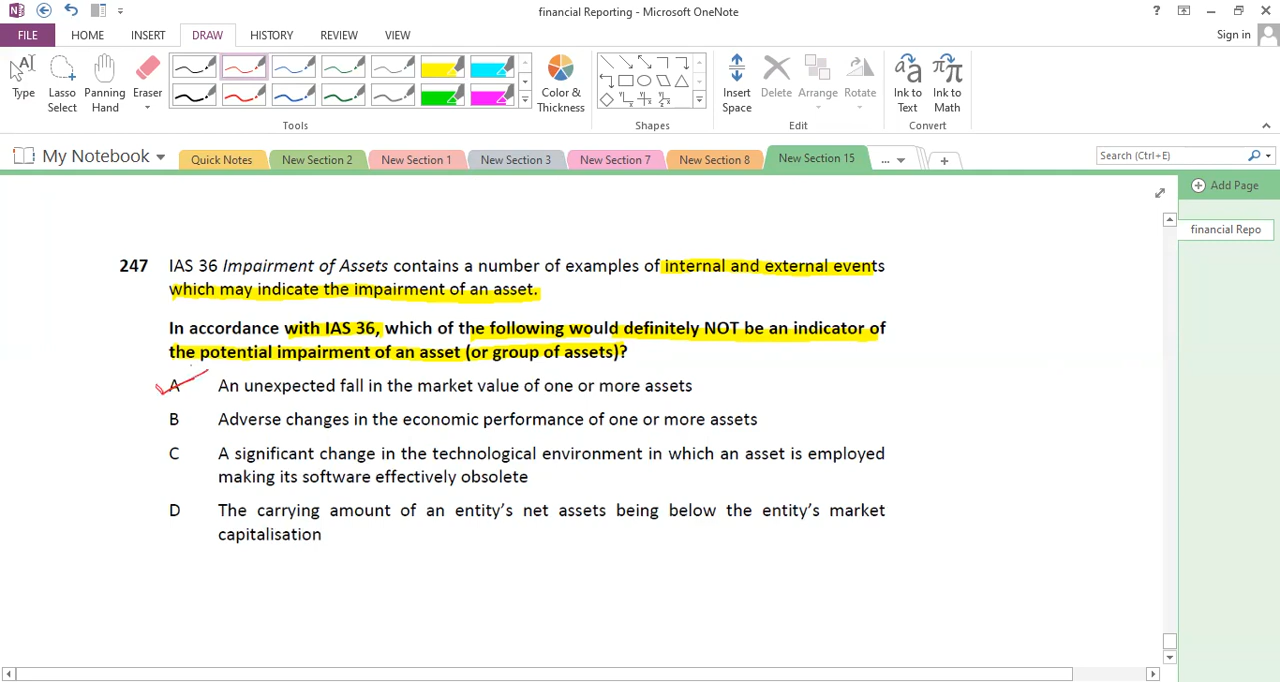 financial Reporting - Microsoft OneNote
?
FILE HOME INSERT DRAW HISTORY REVIEW VIEW
Sign in
Type
Lasso Select
Panning Hand
Eraser
Color & Thickness
Insert Space
Delete
Arrange
Rotate
Ink to Text
Ink to Math
Tools
Shapes
Edit
Convert
My Notebook
Quick Notes
New Section 2
New Section 1
New Section 3
New Section 7
New Section 8
New Section 15
...
Search (Ctrl+E)
Add Page
financial Repo
247 IAS 36 Impairment of Assets contains a number of examples of internal and external events
which may indicate the impairment of an asset.
In accordance with IAS 36, which of the following would definitely NOT be an indicator of
the potential impairment of an asset (or group of assets)?
A An unexpected fall in the market value of one or more assets
B Adverse changes in the economic performance of one or more assets
C A significant change in the technological environment in which an asset is employed
making its software effectively obsolete
D The carrying amount of an entity's net assets being below the entity's market
capitalisation